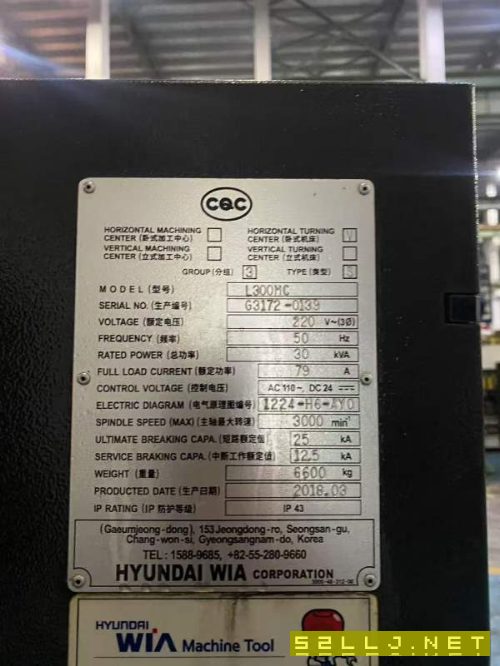 CQC
HORIZONTAL MACHINING CENTER (卧式加工中心)
HORIZONTAL TURNING CENTER (卧式机床) V
VERTICAL MACHINING CENTER (立式加工中心)
VERTICAL TURNING CENTER (立式机床)
GROUP (分组) 3 TYPE (类型) S
MODEL (型号) L300MC
SERIAL NO. (生产编号) G3172-0139
VOLTAGE (额定电压) 220 V~(3Ø)
FREQUENCY (频率) 50 Hz
RATED POWER (总功率) 30 kVA
FULL LOAD CURRENT (额定功率) 79 A
CONTROL VOLTAGE (控制电压) AC 110~, DC 24
ELECTRIC DIAGRAM (电气原理图编号) 1224-H6-AY0
SPINDLE SPEED (MAX) (主轴最大转速) 3000 min⁻¹
ULTIMATE BREAKING CAPA. (短路额定值) 25 kA
SERVICE BRAKING CAPA. (中断工作额定值) 12.5 kA
WEIGHT (重量) 6600 kg
PRODUCTED DATE (生产日期) 2018.03
IP RATING (IP 防护等级) IP 43
(Gaeumjeong-dong), 153 Jeongdong-ro, Seongsan-gu,
Chang-won-si, Gyeongsangnam-do, Korea
TEL : 1588-9685, +82-55-280-9660
HYUNDAI WIA CORPORATION
HYUNDAI
WIA Machine Tool
52LLJ.NET